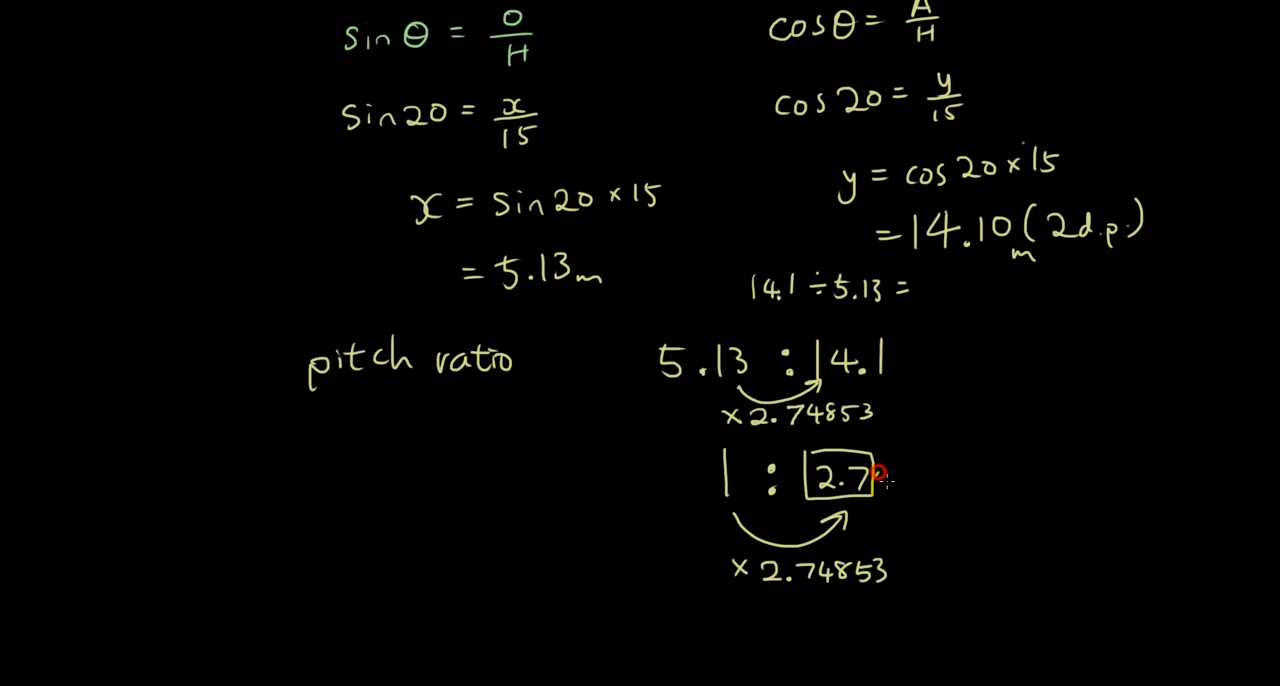 sin θ = O/H
sin 20 = x/15
x = sin 20 × 15
= 5.13 m
cos θ = A/H
cos 20 = y/15
y = cos 20 × 15
= 14.10 m (2 d.p.)
14.1 ÷ 5.13 =
pitch ratio 5.13 : 14.1
× 2.74853
1 : 2.7
× 2.74853